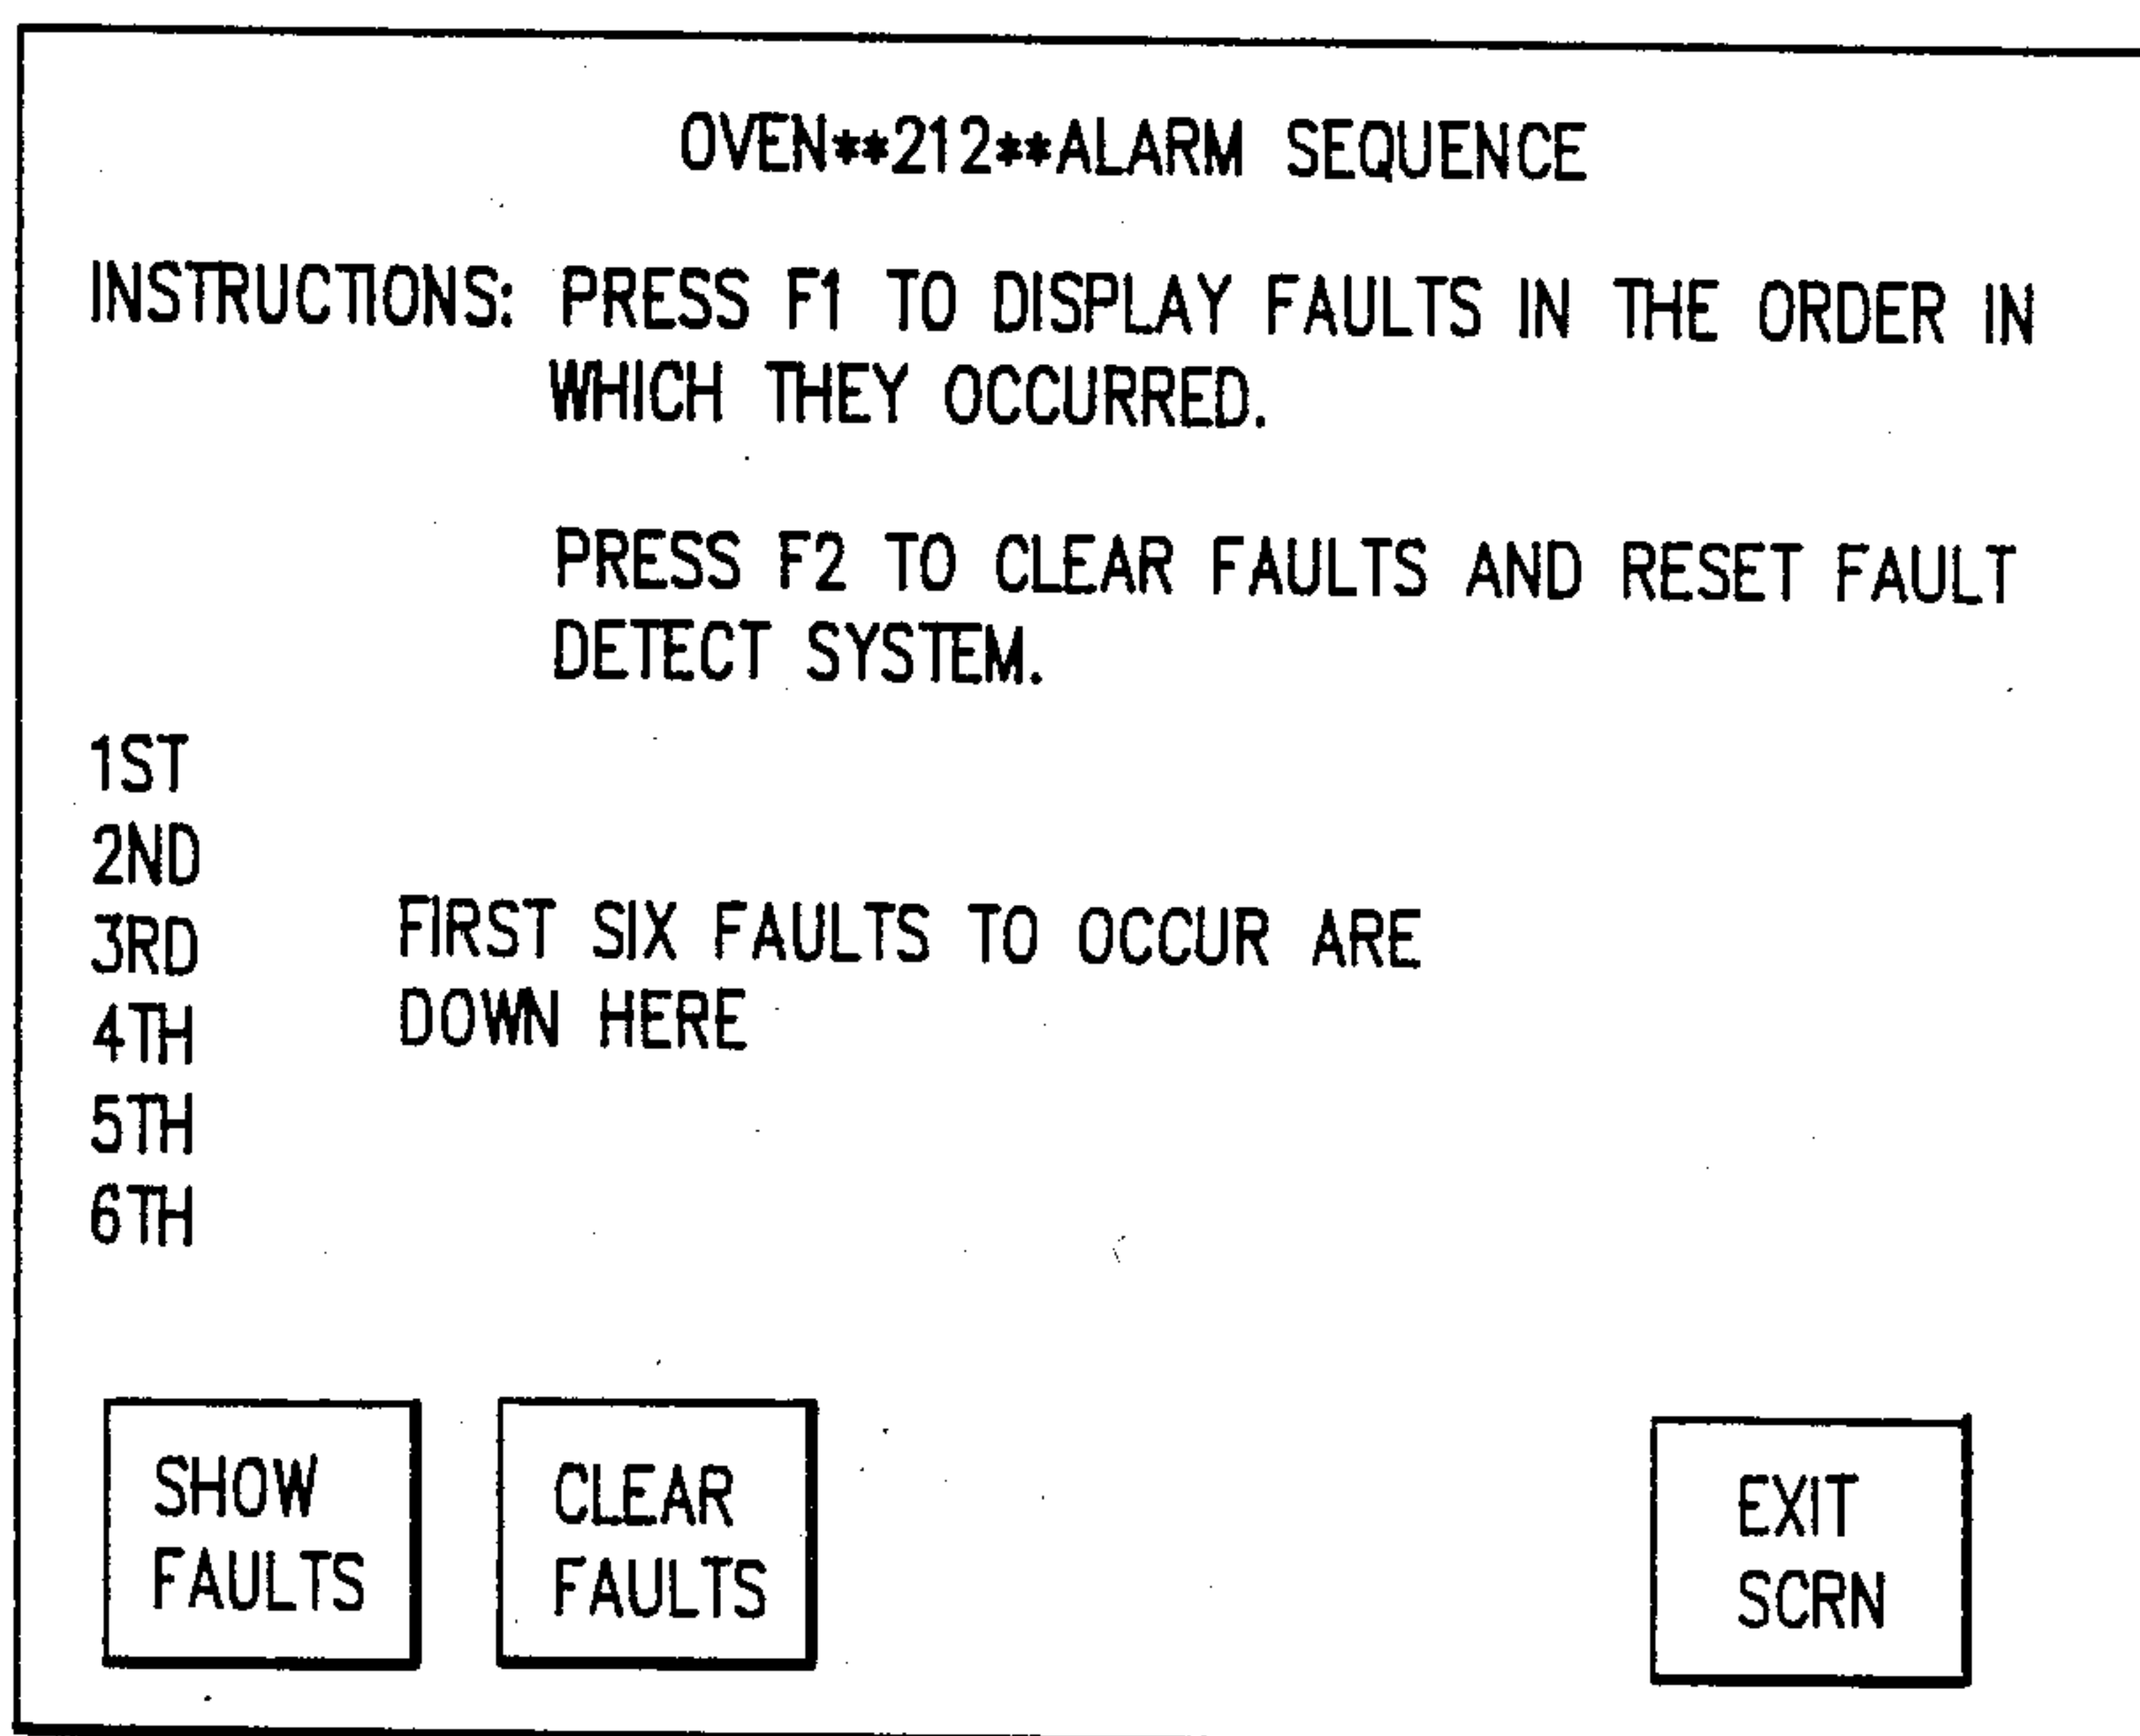 OVEN**212**ALARM SEQUENCE
INSTRUCTIONS: PRESS F1 TO DISPLAY FAULTS IN THE ORDER IN
WHICH THEY OCCURRED.
PRESS F2 TO CLEAR FAULTS AND RESET FAULT
DETECT SYSTEM.
1ST
2ND
3RD
4TH
5TH
6TH
FIRST SIX FAULTS TO OCCUR ARE
DOWN HERE
SHOW
FAULTS
CLEAR
FAULTS
EXIT
SCRN